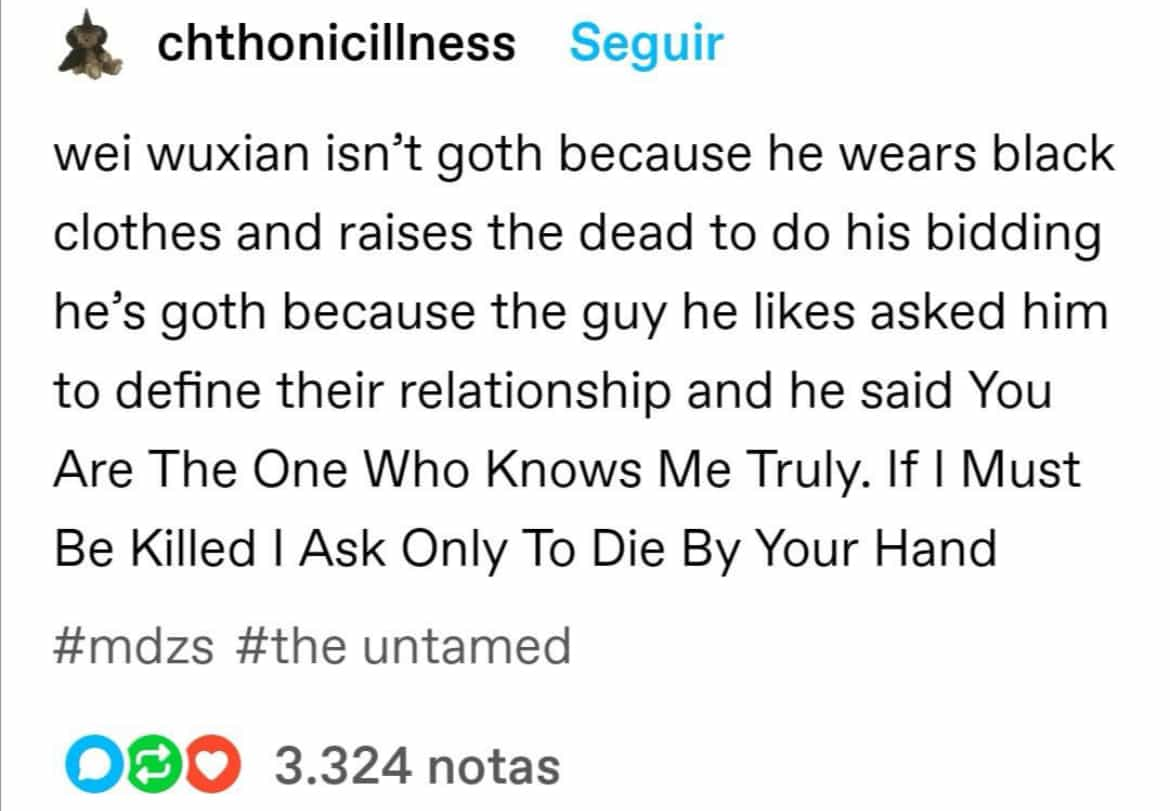 chthonicillness Seguir
wei wuxian isn’t goth because he wears black
clothes and raises the dead to do his bidding
he’s goth because the guy he likes asked him
to define their relationship and he said You
Are The One Who Knows Me Truly. If I Must
Be Killed I Ask Only To Die By Your Hand
#mdzs #the untamed
3.324 notas